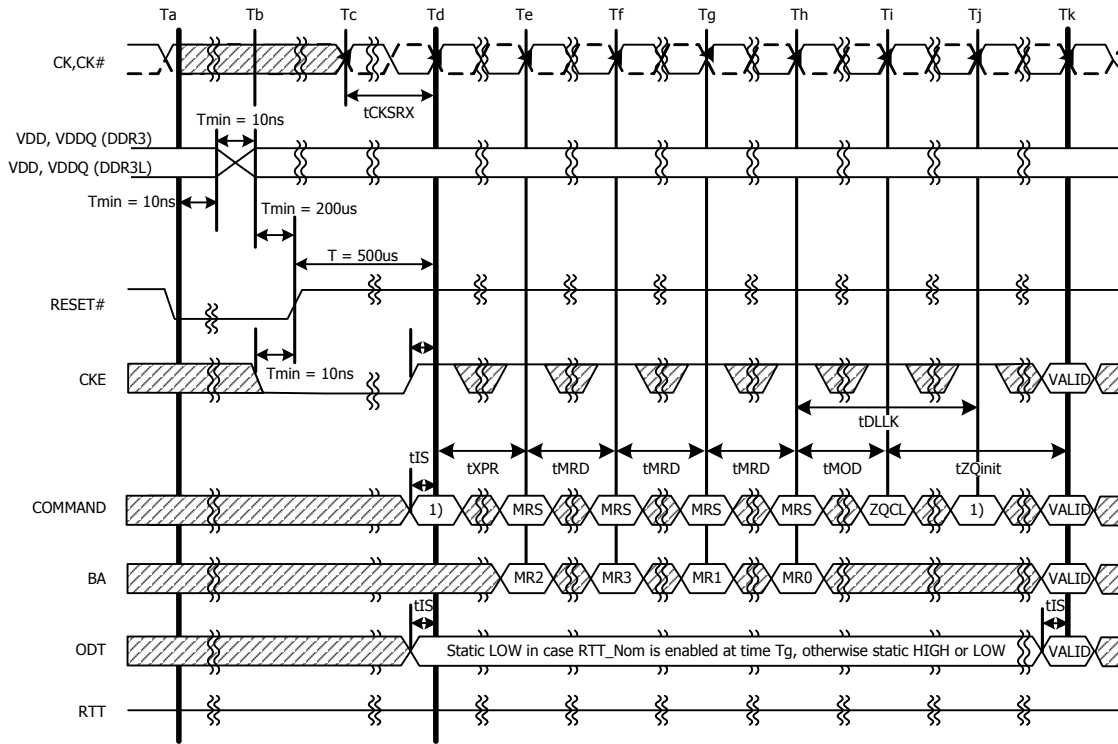 Ta Tb Tc Td Te Tf Tg Th Ti Tj Tk
CK,CK#
tCKSRX
Tmin = 10ns
VDD, VDDQ (DDR3)
VDD, VDDQ (DDR3L)
Tmin = 10ns
Tmin = 200us
T = 500us
RESET#
Tmin = 10ns
CKE VALID
tDLLK
tIS tXPR tMRD tMRD tMRD tMOD tZQinit
COMMAND 1) MRS MRS MRS MRS ZQCL 1) VALID
BA MR2 MR3 MR1 MR0 VALID
tIS tIS
ODT Static LOW in case RTT_Nom is enabled at time Tg, otherwise static HIGH or LOW VALID
RTT